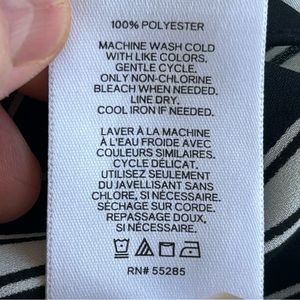 100% POLYESTER
MACHINE WASH COLD
WITH LIKE COLORS.
GENTLE CYCLE.
ONLY NON-CHLORINE
BLEACH WHEN NEEDED.
LINE DRY.
COOL IRON IF NEEDED.
LAVER À LA MACHINE
À L'EAU FROIDE AVEC
COULEURS SIMILAIRES.
CYCLE DÉLICAT.
UTILISEZ SEULEMENT
DU JAVELLISANT SANS
CHLORE, SI NÉCESSAIRE.
SÉCHAGE SUR CORDE.
REPASSAGE DOUX,
SI NÉCESSAIRE.
RN# 55285